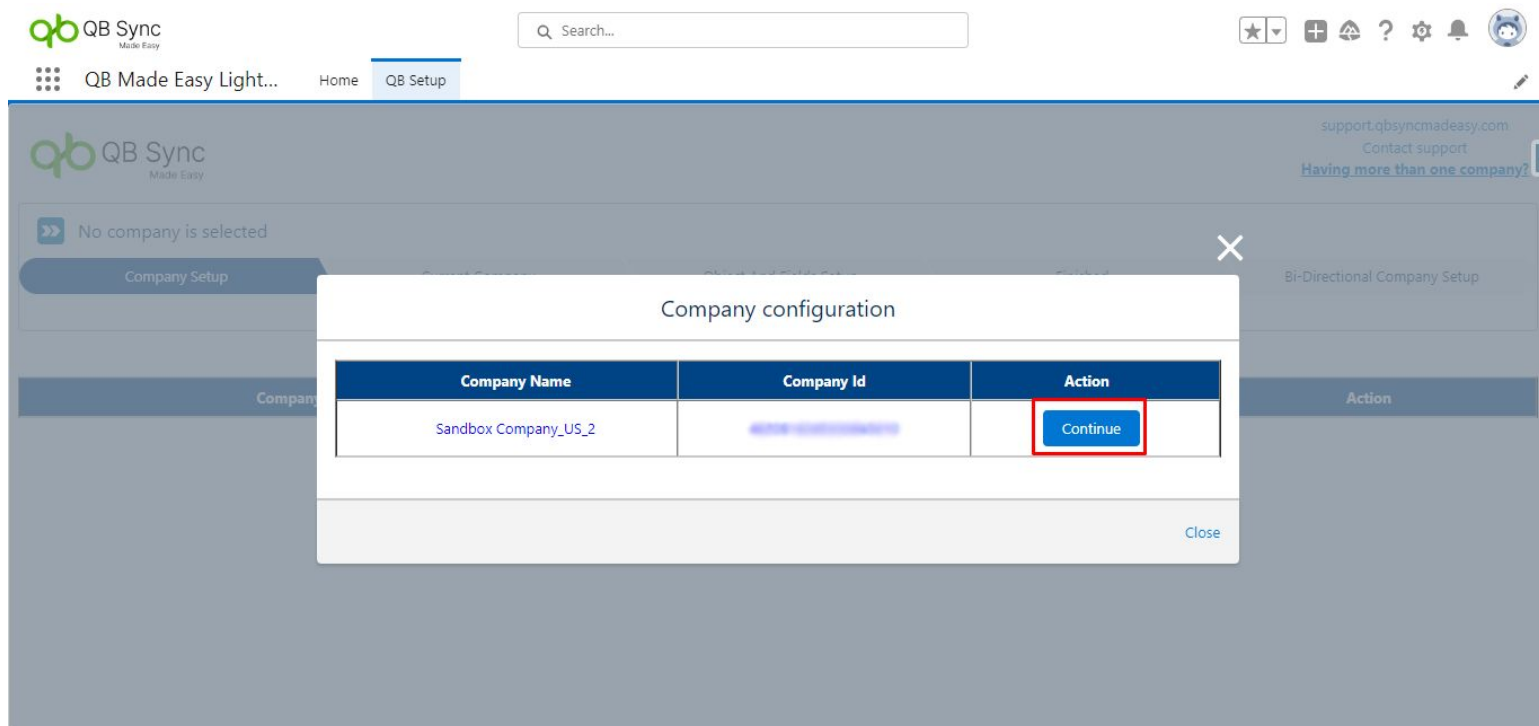 QB Sync
Made Easy
Search...
QB Made Easy Light...
Home
QB Setup
QB Sync
Made Easy
support.qbsyncmadeasy.com
Contact support
Having more than one company?
No company is selected
Company Setup
Bi-Directional Company Setup
Company configuration
Company Name
Company Id
Action
Company
Action
Sandbox Company_US_2
Continue
Close